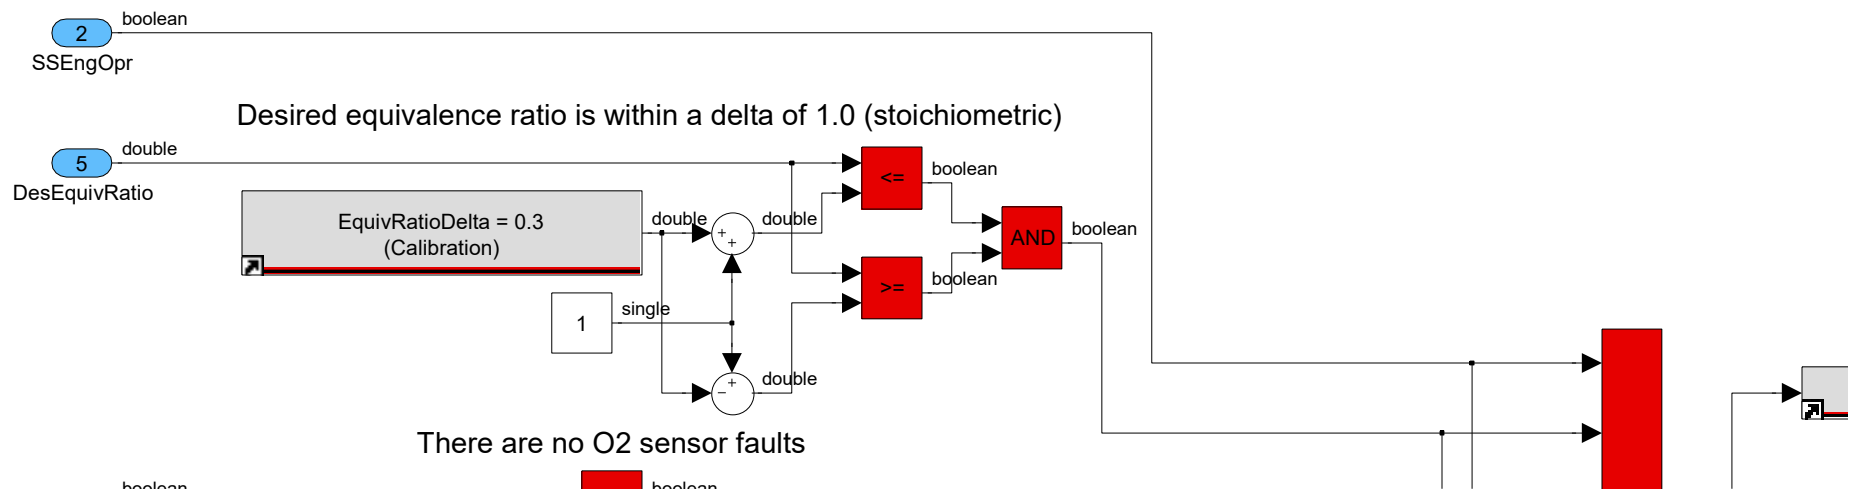 boolean
2
SSEngOpr
Desired equivalence ratio is within a delta of 1.0 (stoichiometric)
double
5
DesEquivRatio
<=
boolean
EquivRatioDelta = 0.3
(Calibration)
double
+
+
double
AND
boolean
>=
boolean
1
single
+
−
double
There are no O2 sensor faults
boolean
boolean